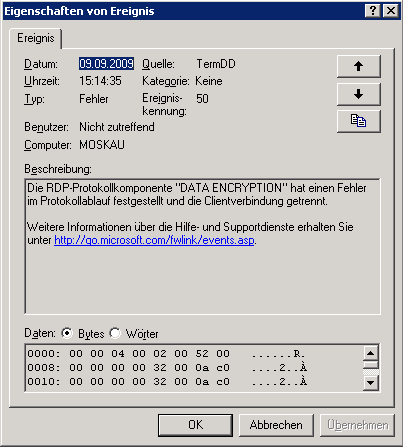 Eigenschaften von Ereignis
Ereignis
Datum: 09.09.2009 Quelle: TermDD
Uhrzeit: 15:14:35 Kategorie: Keine
Typ: Fehler Ereignis-
kennung: 50
Benutzer: Nicht zutreffend
Computer: MOSKAU
Beschreibung:
Die RDP-Protokollkomponente "DATA ENCRYPTION" hat einen Fehler
im Protokollablauf festgestellt und die Clientverbindung getrennt.
Weitere Informationen über die Hilfe- und Supportdienste erhalten Sie
unter http://go.microsoft.com/fwlink/events.asp.
Daten: Bytes Wörter
0000: 00 00 04 00 02 00 52 00 ......R.
0008: 00 00 00 00 32 00 0a c0 ....2..À
0010: 00 00 00 00 32 00 0a c0 ....2..À
OK Abbrechen Übernehmen